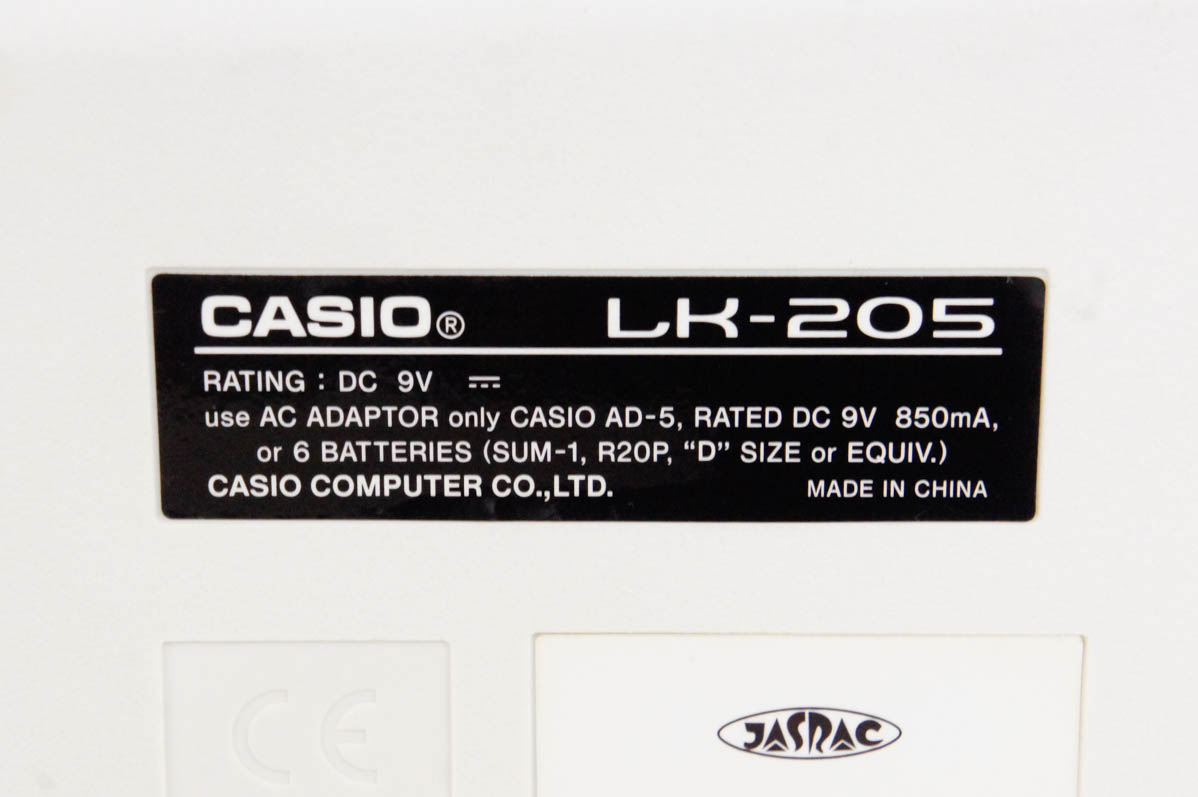 CASIO® LK-205
RATING : DC 9V ⎓
use AC ADAPTOR only CASIO AD-5, RATED DC 9V 850mA,
or 6 BATTERIES (SUM-1, R20P, “D” SIZE or EQUIV.)
CASIO COMPUTER CO.,LTD. MADE IN CHINA
CE
JASRAC